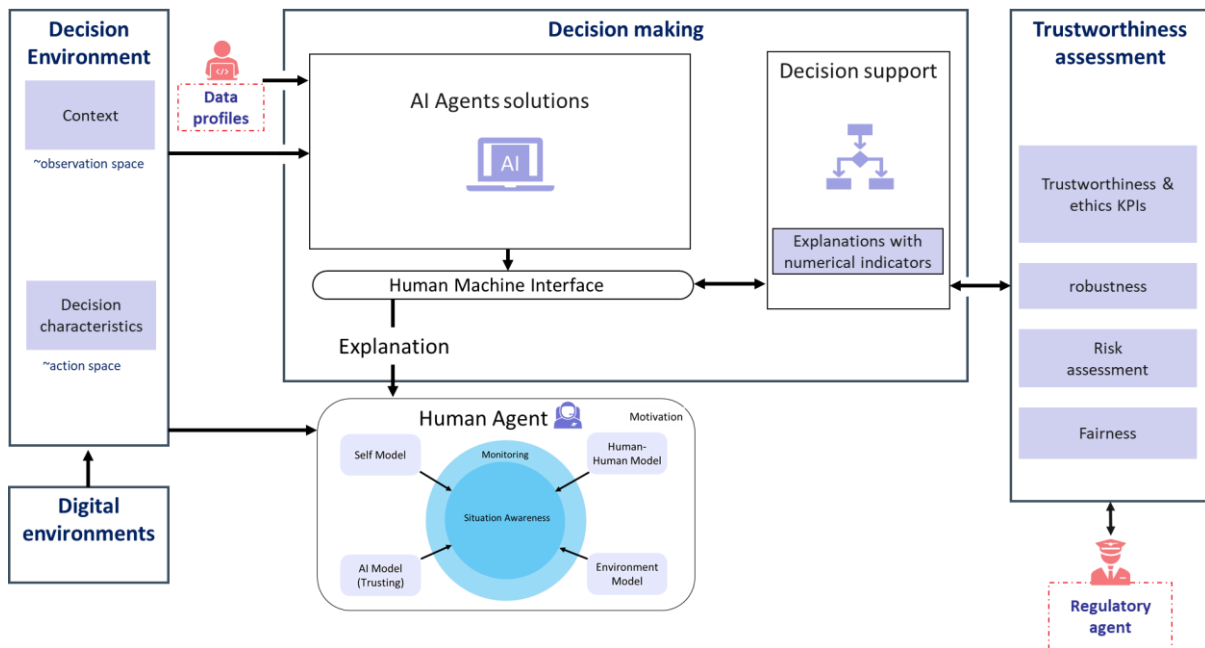 Decision
Environment
Context
~observation space
Decision
characteristics
~action space
Digital
environments
Data
profiles
Decision making
AI Agents solutions
AI
Human Machine Interface
Explanation
Decision support
Explanations with
numerical indicators
Human Agent
Motivation
Self Model
Monitoring
Human-
Human Model
Situation Awareness
AI Model
(Trusting)
Environment
Model
Trustworthiness
assessment
Trustworthiness &
ethics KPIs
robustness
Risk
assessment
Fairness
Regulatory
agent